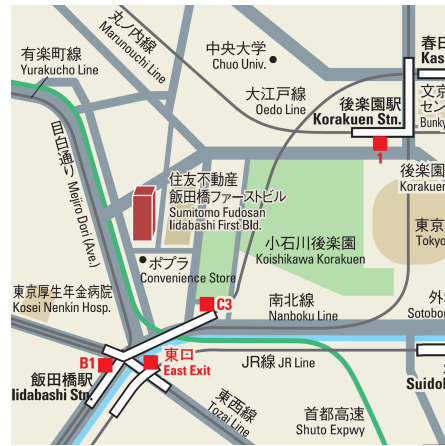 丸ノ内線
Marunouchi Line
有楽町線
Yurakucho Line
中央大学
Chuo Univ.
大江戸線
Oedo Line
春日
Kas
後楽園駅
Korakuen Stn.
文京
セン
Bunky
1
目白通り Mejiro Dori (Ave.)
住友不動産
飯田橋ファーストビル
Sumitomo Fudosan
Iidabashi First Bld.
後楽園
Korakuen
小石川後楽園
Koishikawa Korakuen
東京
Tokyo
ポプラ
Convenience Store
東京厚生年金病院
Kosei Nenkin Hosp.
C3
南北線
Nanboku Line
外
Sotobo
B1
東口
East Exit
飯田橋駅
Iidabashi Stn.
JR線 JR Line
Suido
東西線
Tozai Line
首都高速
Shuto Expwy